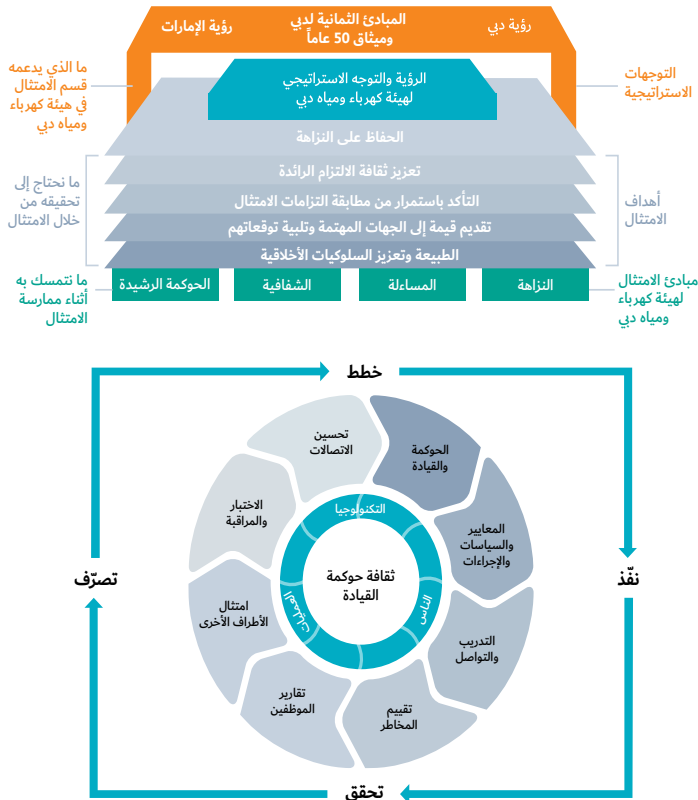 رؤية دبي
المبادئ الثمانية لدبي
وميثاق 50 عاماً
رؤية الإمارات
التوجهات
الاستراتيجية
الرؤية والتوجه الاستراتيجي
لهيئة كهرباء ومياه دبي
ما الذي يدعمه
قسم الامتثال
في هيئة كهرباء
ومياه دبي
الحفاظ على النزاهة
أهداف
الامتثال
تعزيز ثقافة الالتزام الرائدة
التأكد باستمرار من مطابقة التزامات الامتثال
تقديم قيمة إلى الجهات المهتمة وتلبية توقعاتهم
الطبيعة وتعزيز السلوكيات الأخلاقية
ما نحتاج إلى
تحقيقه من
خلال الامتثال
مبادئ الامتثال
لهيئة كهرباء
ومياه دبي
النزاهة
المساءلة
الشفافية
الحوكمة الرشيدة
ما نتمسك به
أثناء ممارسة
الامتثال
خطط
نفّذ
تحقق
تصرّف
الحوكمة
والقيادة
المعايير
والسياسات
والإجراءات
التدريب
والتواصل
تقييم
المخاطر
تقارير
الموظفين
امتثال
الأطراف الأخرى
الاختبار
والمراقبة
تحسين
الاتصالات
التكنولوجيا
الناس
العمليات
ثقافة حوكمة
القيادة